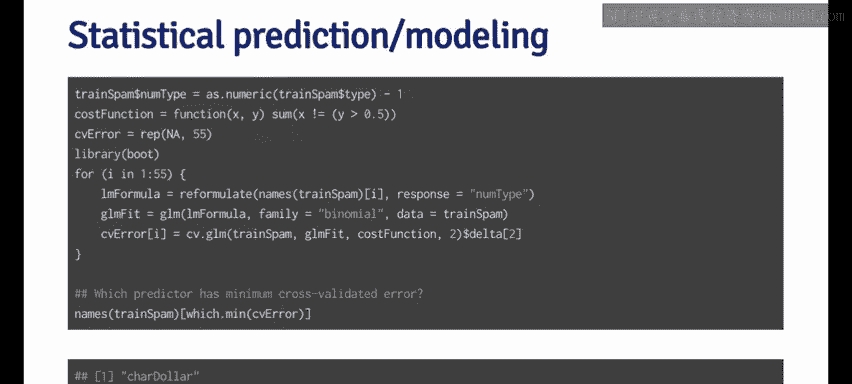 Statistical prediction/modeling
trainSpam$numType = as.numeric(trainSpam$type) - 1
costFunction = function(x, y) sum(x != (y > 0.5))
cvError = rep(NA, 55)
library(boot)
for (i in 1:55) {
    lmFormula = reformulate(names(trainSpam)[i], response = "numType")
    glmFit = glm(lmFormula, family = "binomial", data = trainSpam)
    cvError[i] = cv.glm(trainSpam, glmFit, costFunction, 2)$delta[2]
}
## Which predictor has minimum cross-validated error?
names(trainSpam)[which.min(cvError)]
## [1] "charDollar"